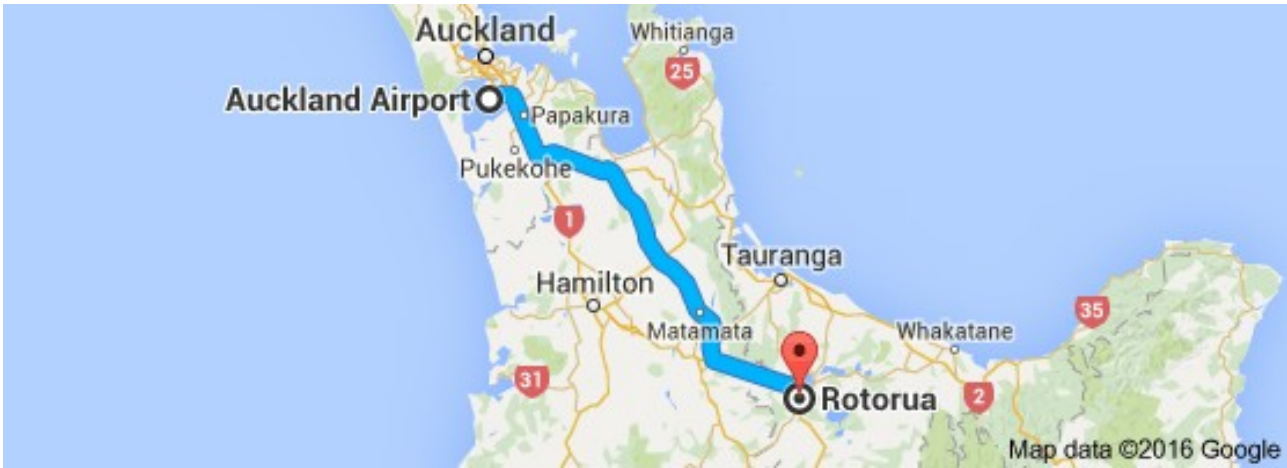 Auckland
Whitianga
25
Auckland Airport
Papakura
Pukekohe
1
Tauranga
Hamilton
35
Matamata
Whakatane
31
2
Rotorua
Map data ©2016 Google